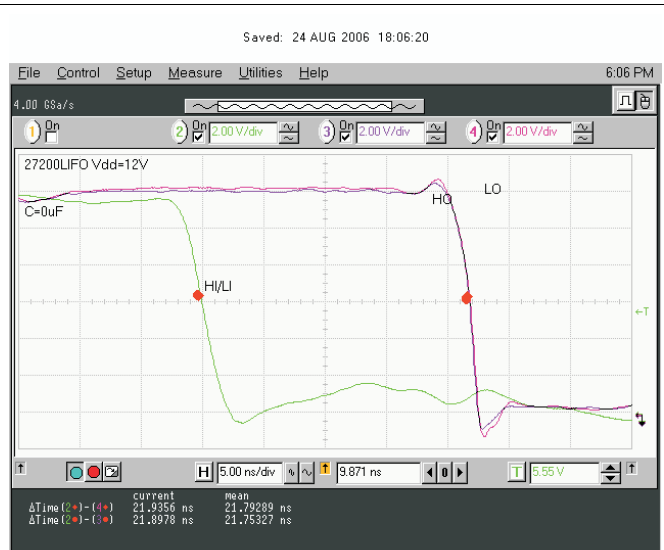 Saved: 24 AUG 2006 18:06:20
File Control Setup Measure Utilities Help 6:06 PM
4.00 GSa/s
1 On 2 On 2.00 V/div 3 On 2.00 V/div 4 On 2.00 V/div
27200LIFO Vdd=12V
C=0uF
HO
LO
HI/LI
T
H 5.00 ns/div 9.871 ns 0 T 5.55 V
current mean
ΔTime(2●)-(4●) 21.9356 ns 21.79289 ns
ΔTime(2●)-(3●) 21.8978 ns 21.75327 ns